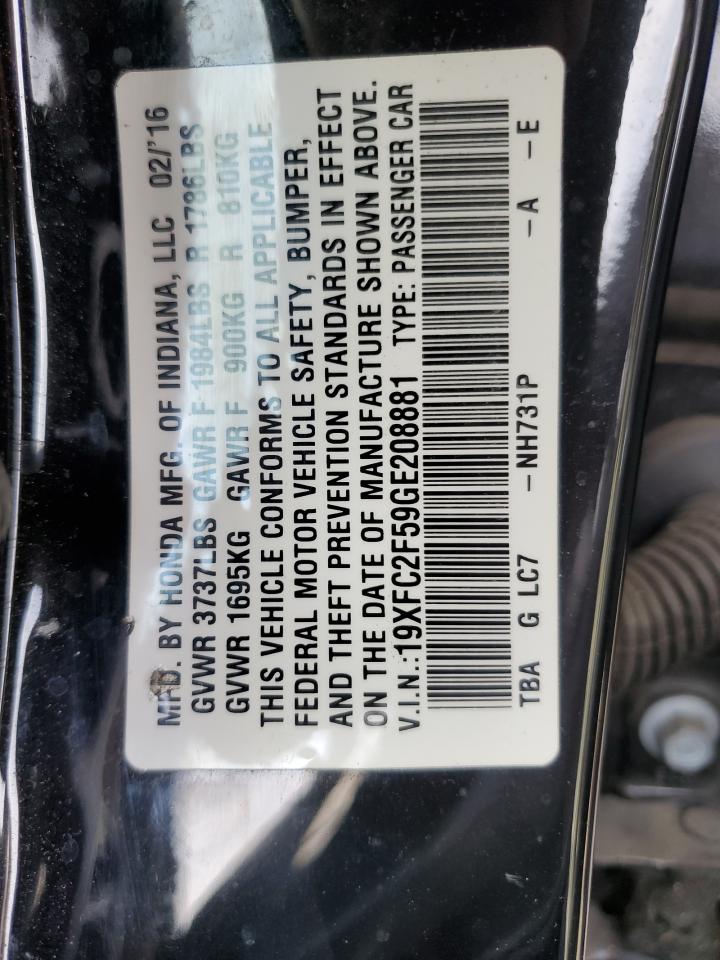 MFD. BY HONDA MFG. OF INDIANA, LLC 02/'16
GVWR 3737LBS GAWR F 1984LBS R 1786LBS
GVWR 1695KG GAWR F 900KG R 810KG
THIS VEHICLE CONFORMS TO ALL APPLICABLE
FEDERAL MOTOR VEHICLE SAFETY, BUMPER,
AND THEFT PREVENTION STANDARDS IN EFFECT
ON THE DATE OF MANUFACTURE SHOWN ABOVE.
V.I.N.:19XFC2F59GE208881 TYPE: PASSENGER CAR
TBA G LC7 -NH731P -A -E